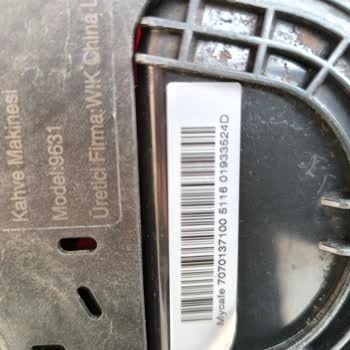 Kahve Makinesi
Model:9631
Üretici Firma:WIK China L
Mycafe 7070137100 5116 01933524D